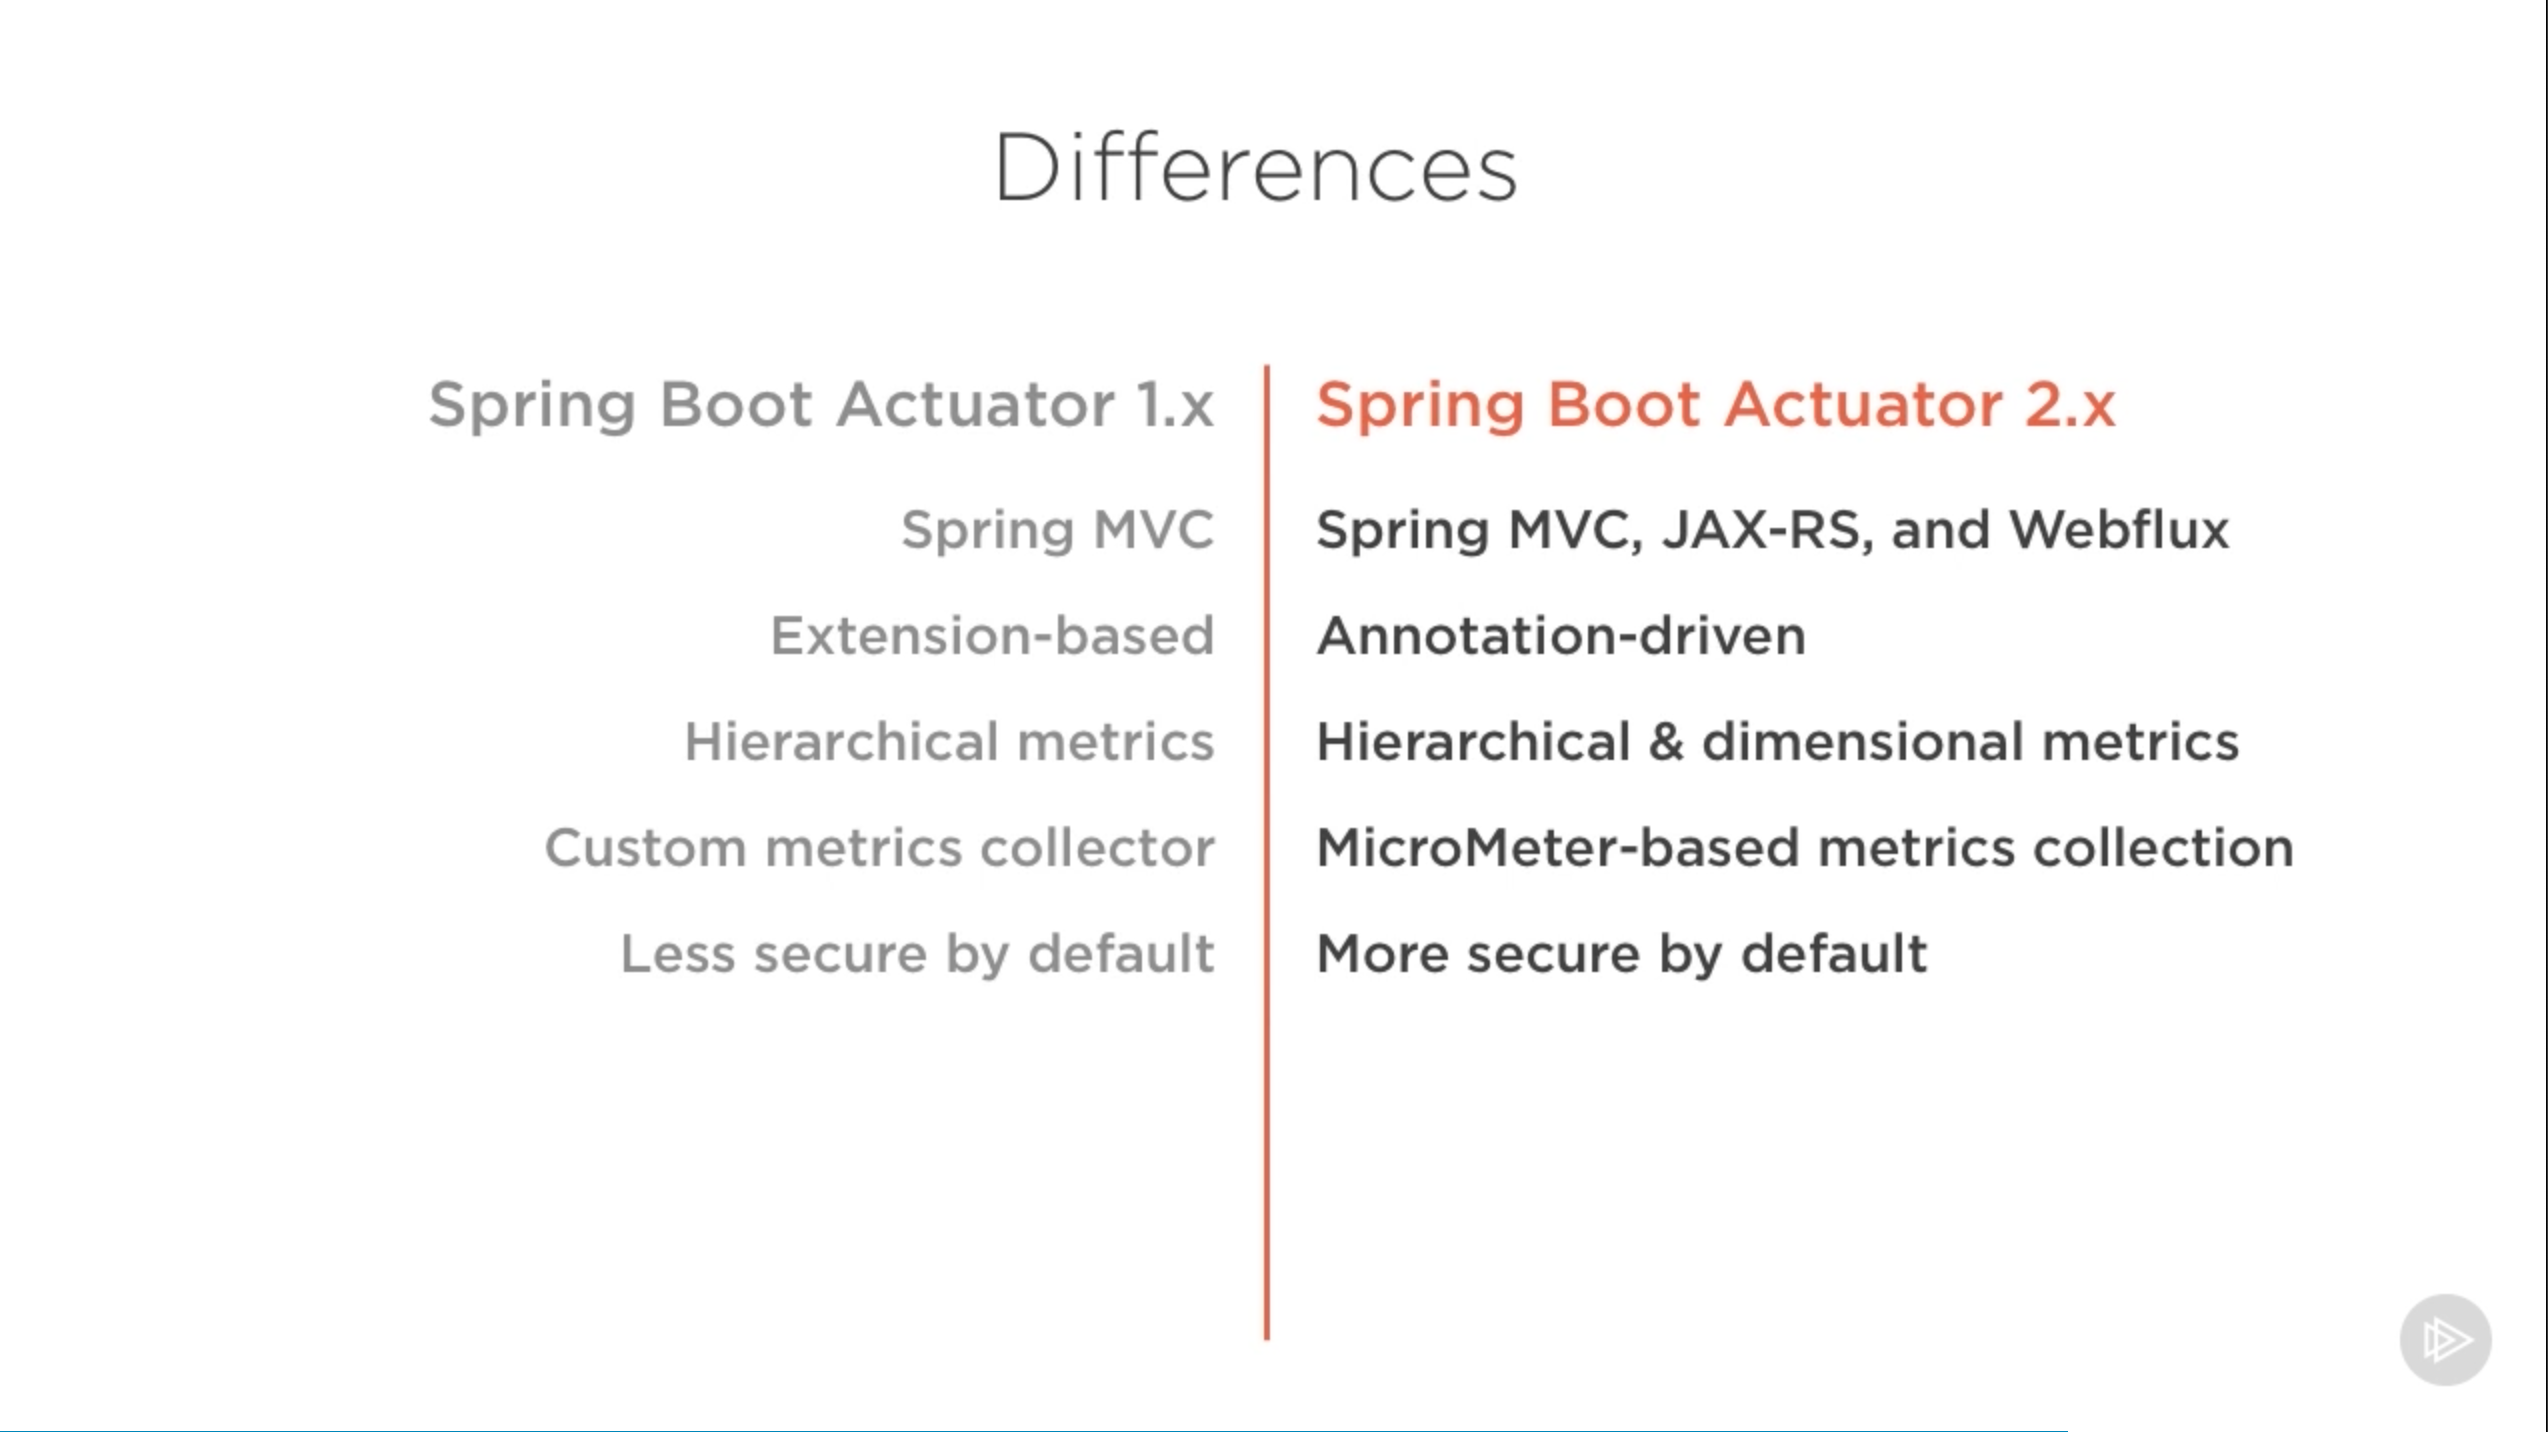 Differences
Spring Boot Actuator 1.x
Spring MVC
Extension-based
Hierarchical metrics
Custom metrics collector
Less secure by default
Spring Boot Actuator 2.x
Spring MVC, JAX-RS, and Webflux
Annotation-driven
Hierarchical & dimensional metrics
MicroMeter-based metrics collection
More secure by default